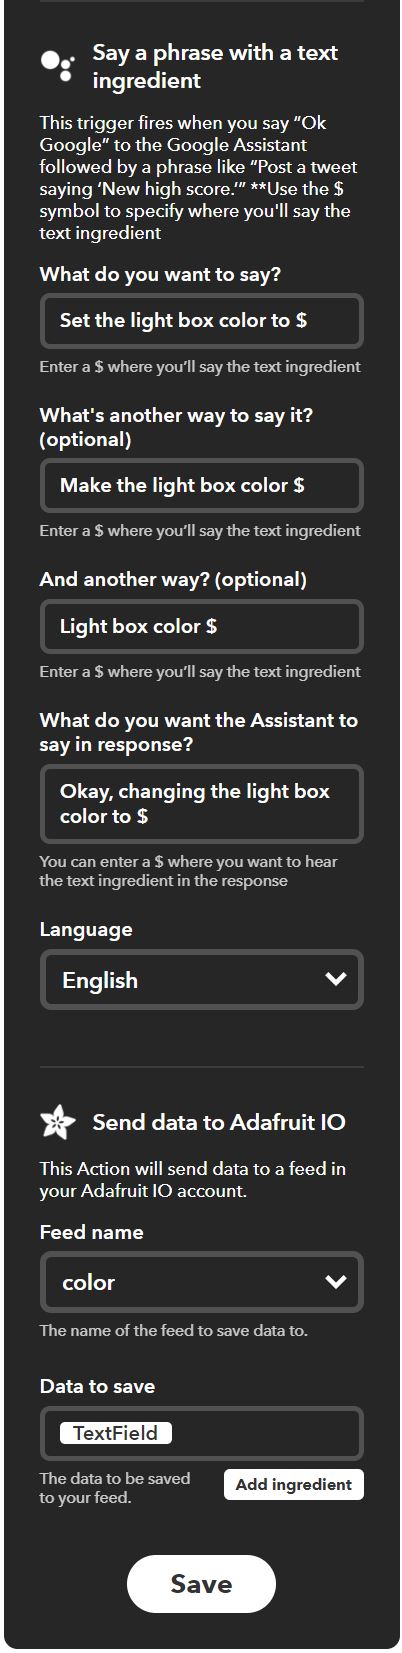 Say a phrase with a text
ingredient
This trigger fires when you say “Ok
Google” to the Google Assistant
followed by a phrase like “Post a tweet
saying ‘New high score.’” **Use the $
symbol to specify where you'll say the
text ingredient
What do you want to say?
Set the light box color to $
Enter a $ where you’ll say the text ingredient
What's another way to say it?
(optional)
Make the light box color $
Enter a $ where you’ll say the text ingredient
And another way? (optional)
Light box color $
Enter a $ where you’ll say the text ingredient
What do you want the Assistant to
say in response?
Okay, changing the light box
color to $
You can enter a $ where you want to hear
the text ingredient in the response
Language
English
Send data to Adafruit IO
This Action will send data to a feed in
your Adafruit IO account.
Feed name
color
The name of the feed to save data to.
Data to save
TextField
The data to be saved
to your feed.
Add ingredient
Save